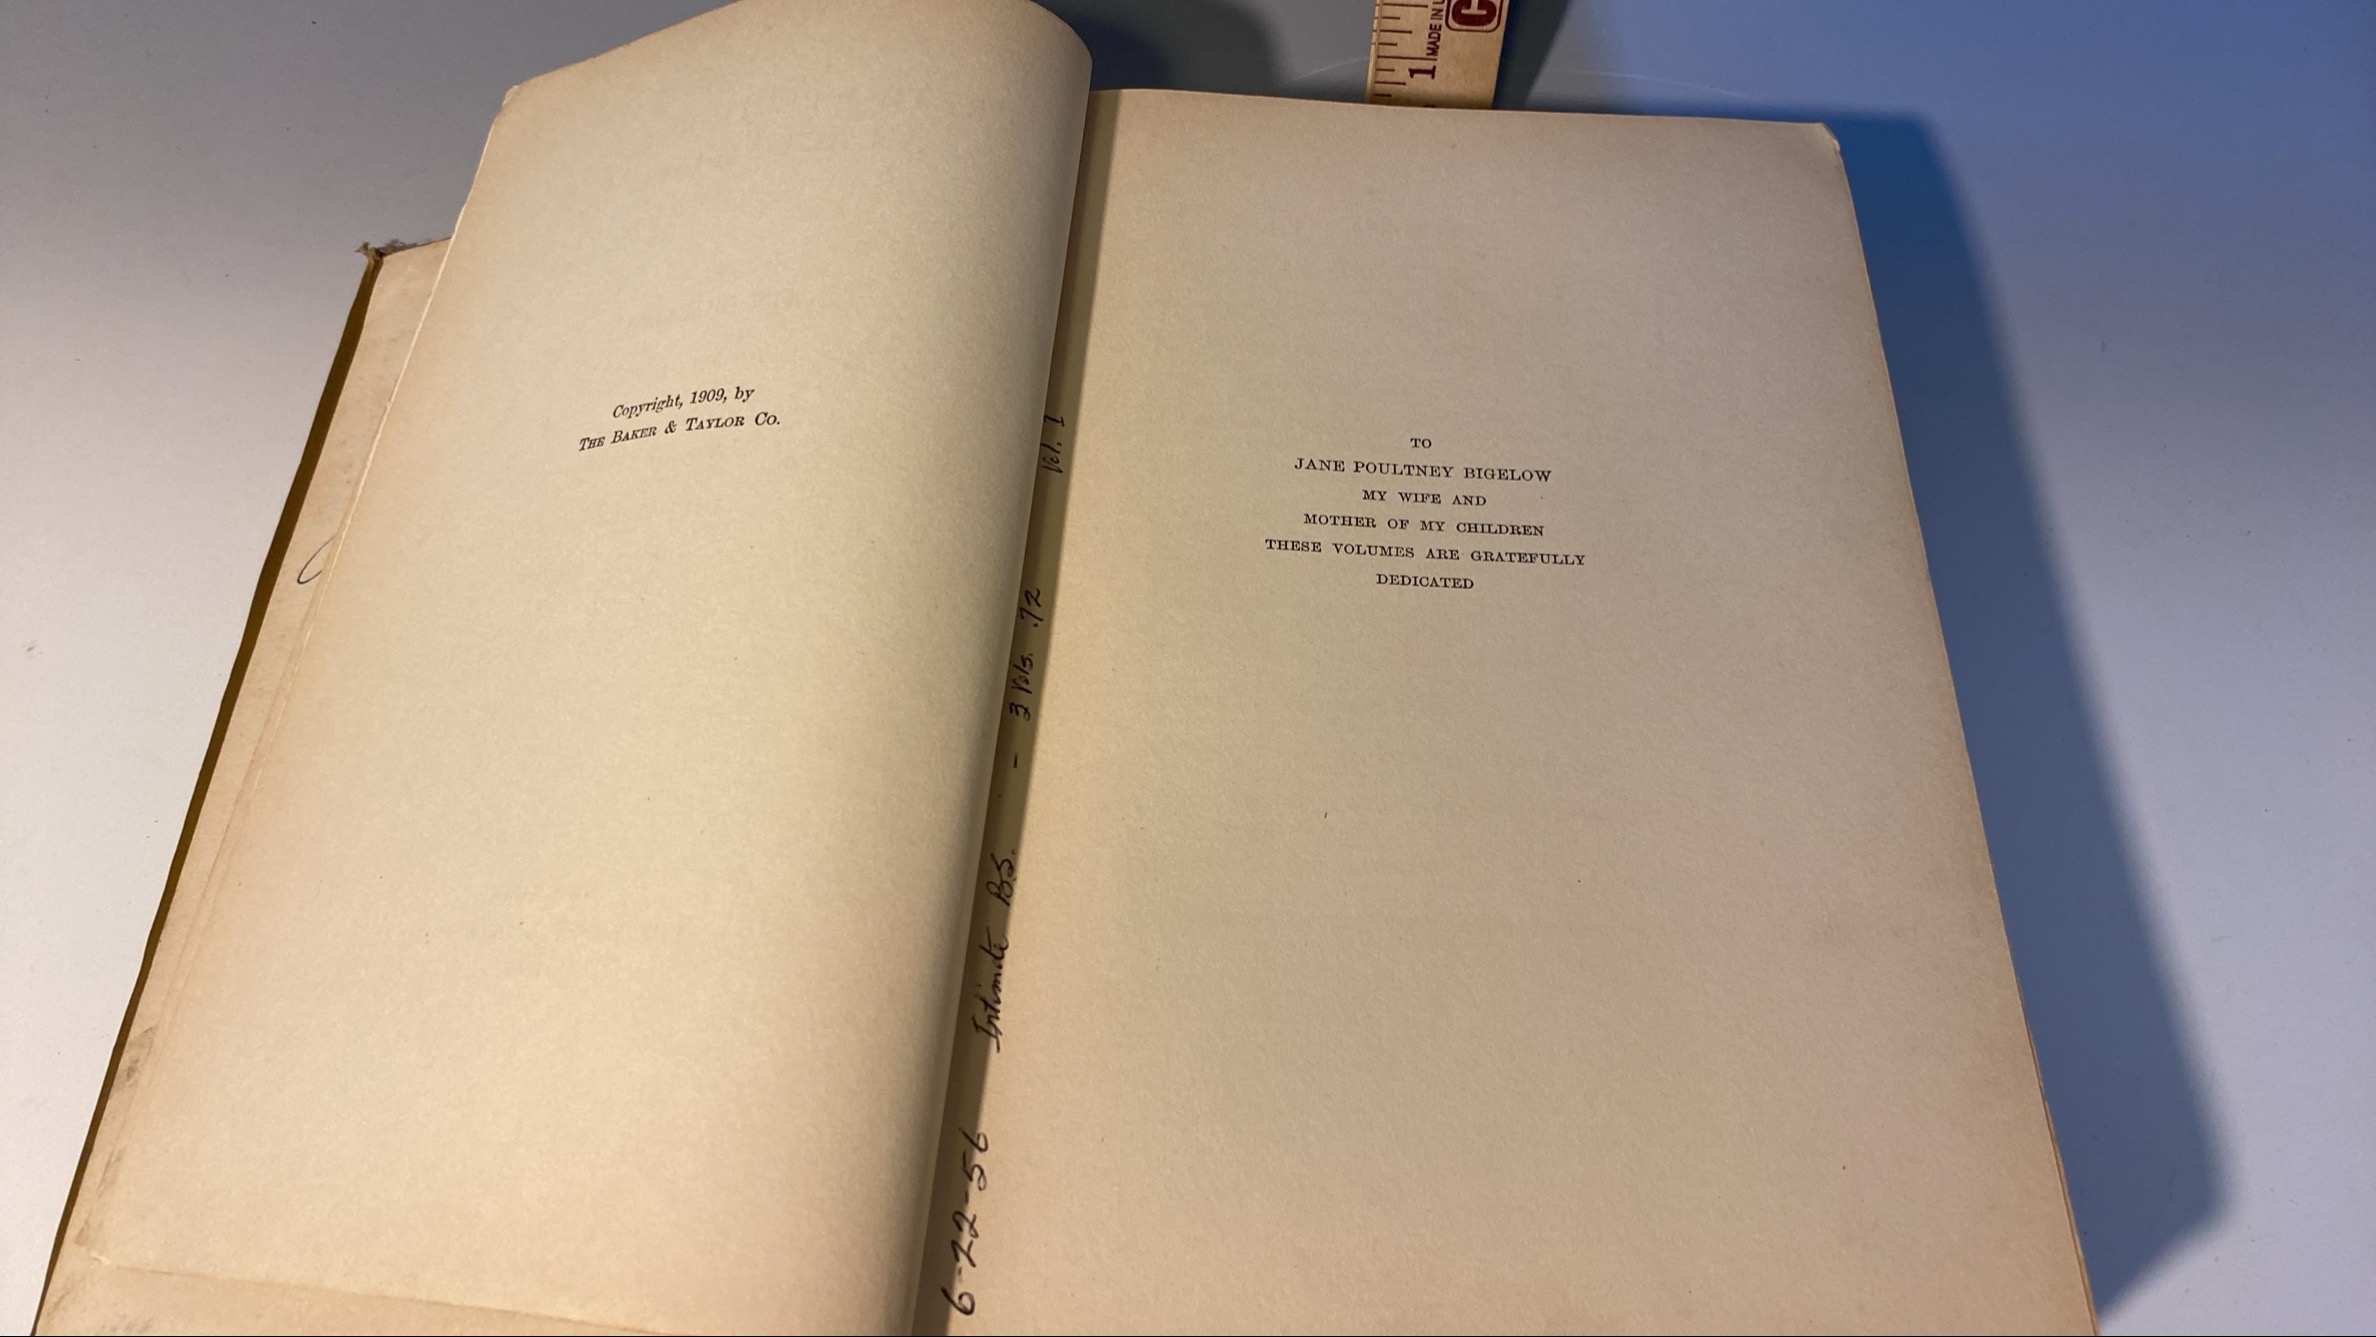 1 MADE IN U
C
Copyright, 1909, by
THE BAKER & TAYLOR CO.
6-22-56 Intimate B.S. - 3 Vols. .72 Vol. 1
TO
JANE POULTNEY BIGELOW
MY WIFE AND
MOTHER OF MY CHILDREN
THESE VOLUMES ARE GRATEFULLY
DEDICATED